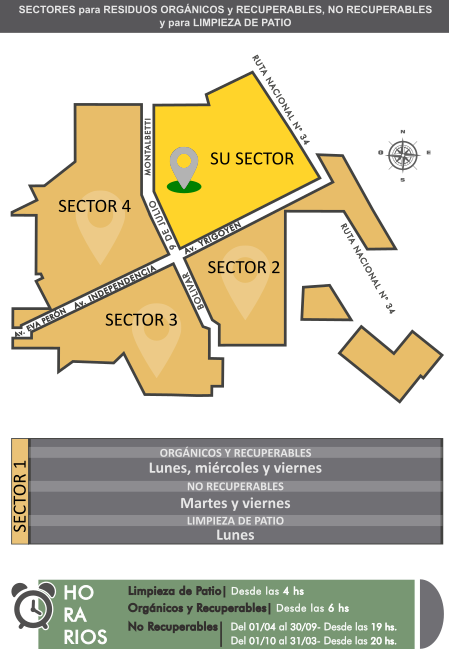 SECTORES para RESIDUOS ORGÁNICOS y RECUPERABLES, NO RECUPERABLES
y para LIMPIEZA DE PATIO
RUTA NACIONAL N° 34
MONTALBETTI
SU SECTOR
N
O
E
S
SECTOR 4
9 DE JULIO
Av. YRIGOYEN
RUTA NACIONAL N° 34
SECTOR 2
Av. INDEPENDENCIA
BOLIVAR
SECTOR 3
Av. EVA PERÓN
SECTOR 1
ORGÁNICOS Y RECUPERABLES
Lunes, miércoles y viernes
NO RECUPERABLES
Martes y viernes
LIMPIEZA DE PATIO
Lunes
HO
RA
RIOS
Limpieza de Patio| Desde las 4 hs
Orgánicos y Recuperables| Desde las 6 hs
No Recuperables| Del 01/04 al 30/09- Desde las 19 hs.
Del 01/10 al 31/03- Desde las 20 hs.